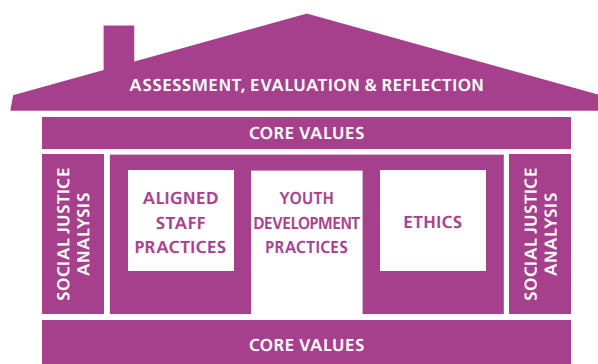 ASSESSMENT, EVALUATION & REFLECTION
CORE VALUES
SOCIAL JUSTICE
ANALYSIS
ALIGNED
STAFF
PRACTICES
YOUTH
DEVELOPMENT
PRACTICES
ETHICS
SOCIAL JUSTICE
ANALYSIS
CORE VALUES